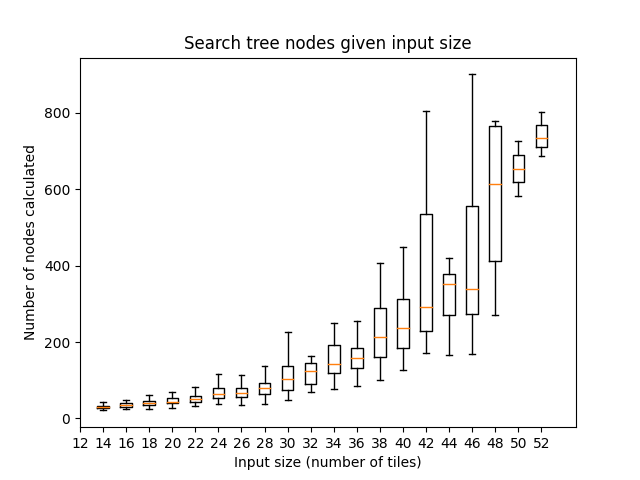 Search tree nodes given input size
Number of nodes calculated
800
600
400
200
0
12 14 16 18 20 22 24 26 28 30 32 34 36 38 40 42 44 46 48 50 52
Input size (number of tiles)